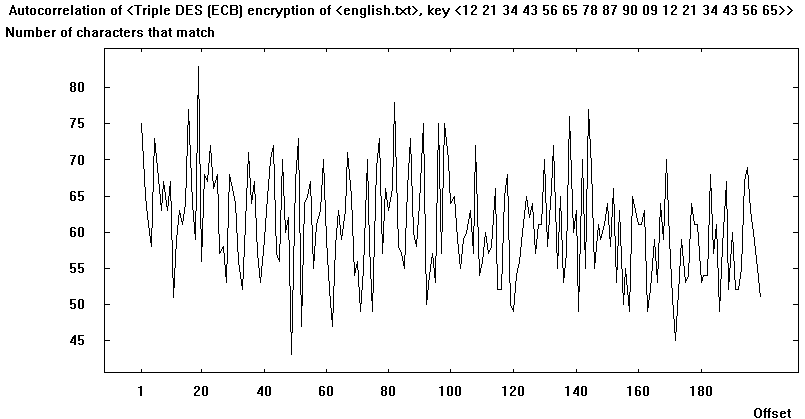 Autocorrelation of <Triple DES (ECB) encryption of <english.txt>, key <12 21 34 43 56 65 78 87 90 09 12 21 34 43 56 65>>
Number of characters that match
80
75
70
65
60
55
50
45
1 20 40 60 80 100 120 140 160 180
Offset